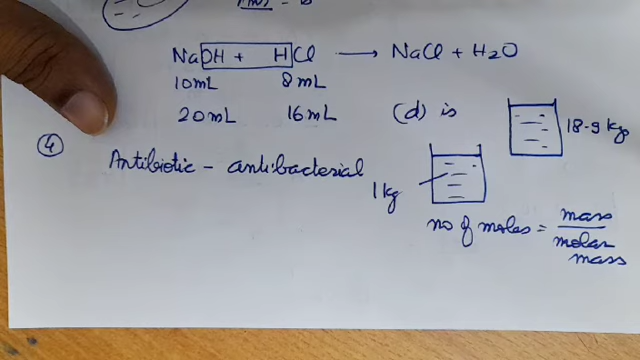 NaOH + HCl → NaCl + H2O
10mL 8mL
20mL 16mL (d) is
18.9 kg
4 Antibiotic - antibacterial
1kg
no of moles = mass / molar mass